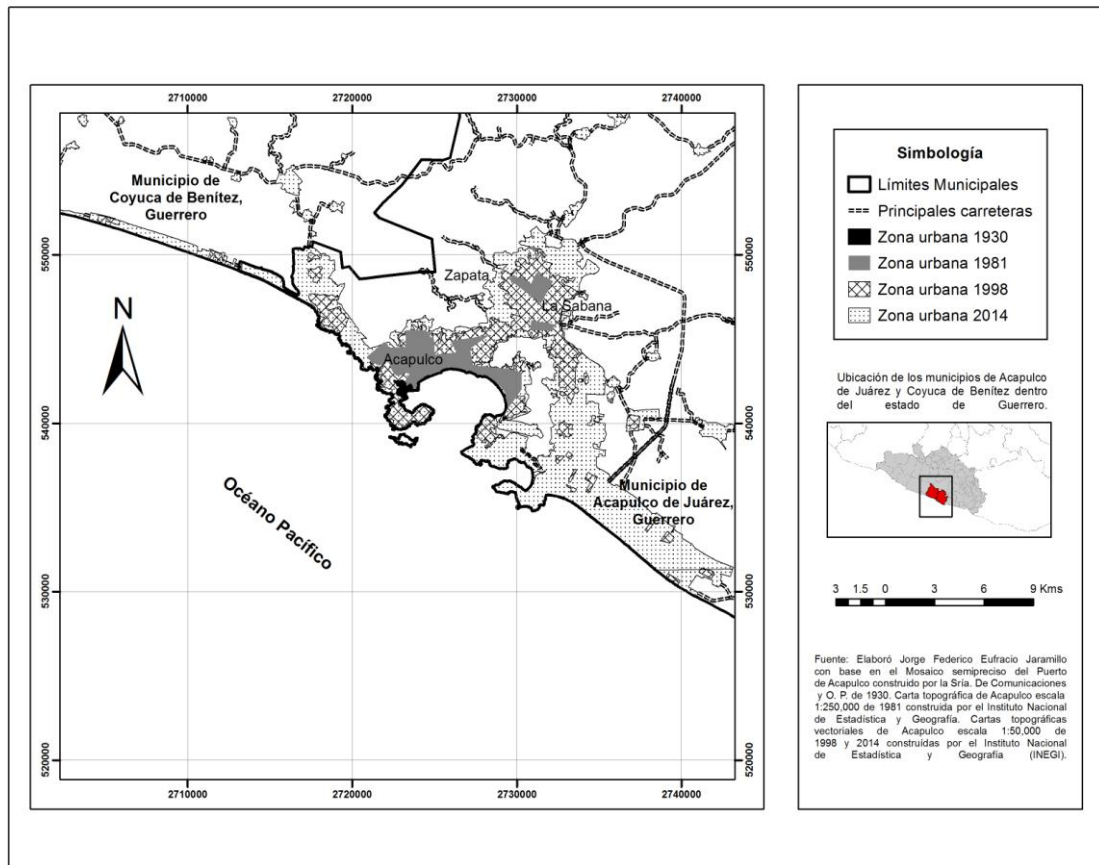 2710000
2720000
2730000
2740000
Municipio de
Coyuca de Benítez,
Guerrero
550000
550000
Zapata
La Sabana
N
Acapulco
540000
540000
Océano Pacífico
Municipio de
Acapulco de Juárez,
Guerrero
530000
530000
520000
520000
2710000
2720000
2730000
2740000
Simbología
Límites Municipales
Principales carreteras
Zona urbana 1930
Zona urbana 1981
Zona urbana 1998
Zona urbana 2014
Ubicación de los municipios de Acapulco
de Juárez y Coyuca de Benítez dentro
del estado de Guerrero.
3 1.5 0 3 6 9 Kms
Fuente: Elaboró Jorge Federico Eufracio Jaramillo
con base en el Mosaico semipreciso del Puerto
de Acapulco construido por la Sría. De Comunicaciones
y O. P. de 1930. Carta topográfica de Acapulco escala
1:250,000 de 1981 construida por el Instituto Nacional
de Estadística y Geografía. Cartas topográficas
vectoriales de Acapulco escala 1:50,000 de
1998 y 2014 construídas por el Instituto Nacional
de Estadística y Geografía (INEGI).